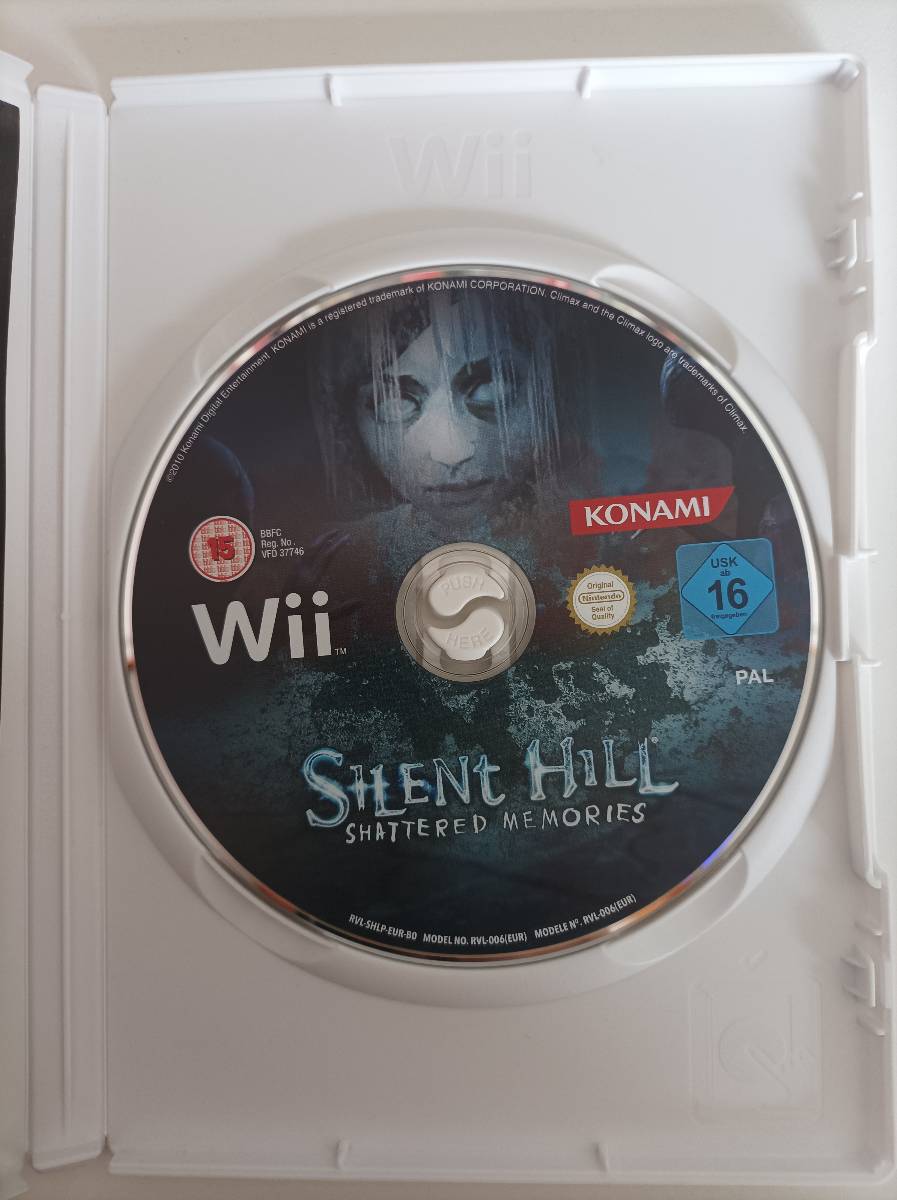 Wii
©2010 Konami Digital Entertainment KONAMI is a registered trademark of KONAMI CORPORATION. Climax and the Climax logo are trademarks of Climax.
KONAMI
15
BBFC
Reg. No.
VFD 37746
Wii™
PUSH
HERE
Original
Nintendo
Seal of
Quality
USK
ab
16
freigegeben
PAL
SILENT HILL®
SHATTERED MEMORIES
RVL-SHLP-EUR-B0 MODEL NO. RVL-006(EUR) MODELE Nº. RVL-006(EUR)